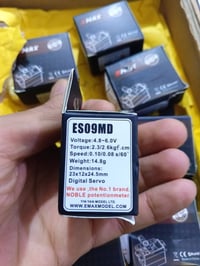 ES09MD
Voltage:4.8-6.0V
Torque:2.3/2.6kgf.cm
Speed:0.10/0.08 s/60°
Weight:14.8g
Dimensions:
23x12x24.5mm
Digital Servo
We use ,the No.1 brand
NOBLE potentiometer
YIN YAN MODEL LTD
WWW.EMAXMODEL.COM